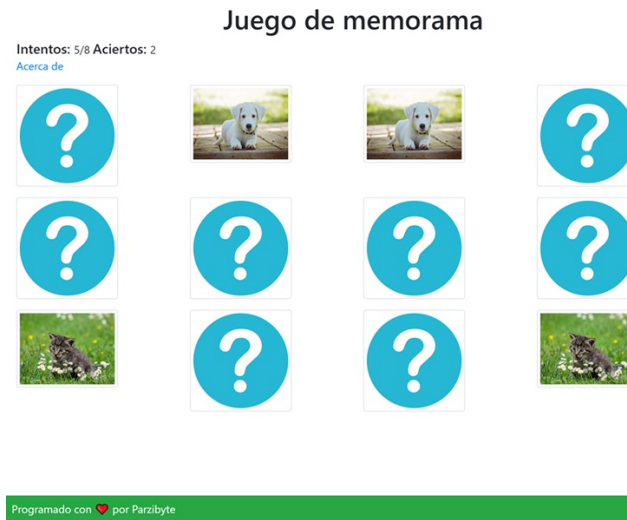 Juego de memorama
Intentos: 5/8 Aciertos: 2
Acerca de
? ?
? ? ? ?
? ?
Programado con ❤ por Parzibyte